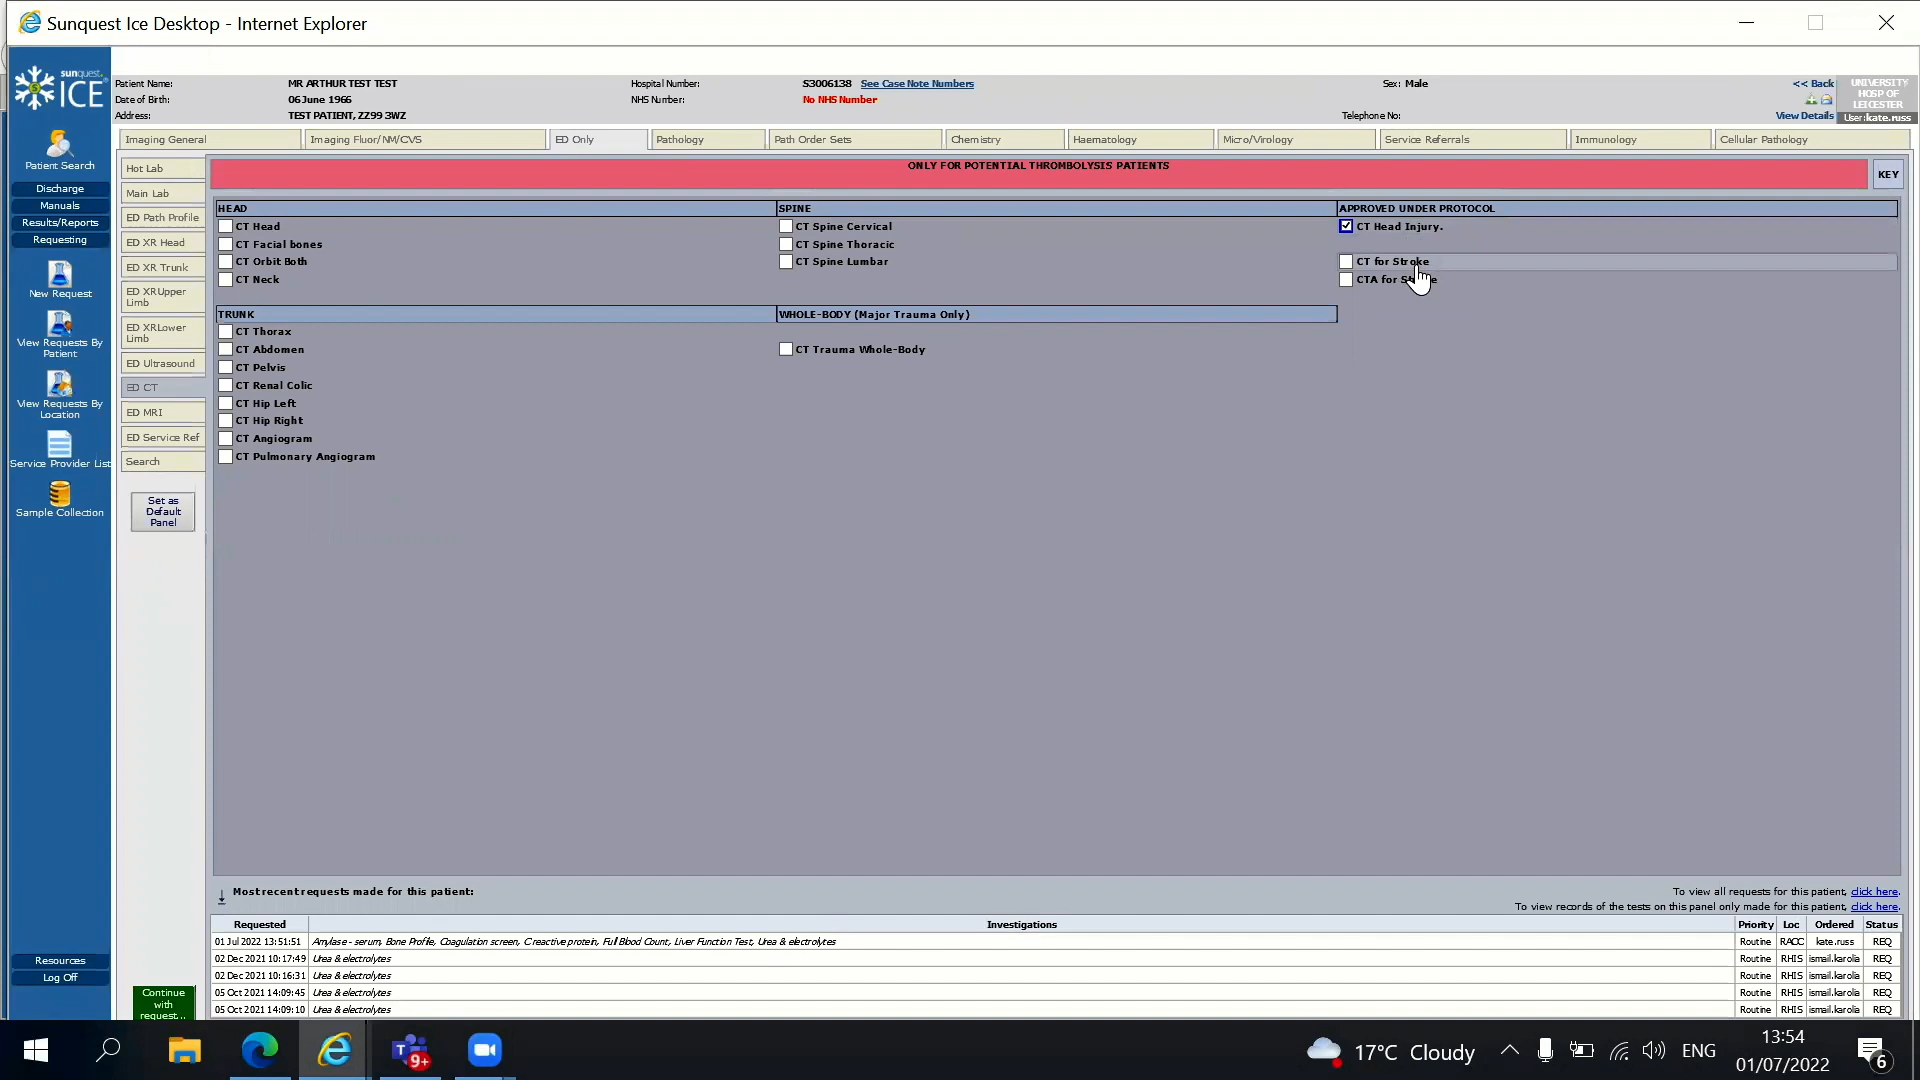 Sunquest Ice Desktop - Internet Explorer
sunquest
ICE
Patient Name: MR ARTHUR TEST TEST Hospital Number: S3006138 See Case Note Numbers Sex: Male << Back
Date of Birth: 06 June 1966 NHS Number: No NHS Number
Address: TEST PATIENT, ZZ99 3WZ Telephone No: View Details
UNIVERSITY
HOSP OF
LEICESTER
User: kate.russ
Patient Search
Discharge
Manuals
Results/Reports
Requesting
New Request
View Requests By
Patient
View Requests By
Location
Service Provider List
Sample Collection
Resources
Log Off
Imaging General Imaging Fluor/NM/CVS ED Only Pathology Path Order Sets Chemistry Haematology Micro/Virology Service Referrals Immunology Cellular Pathology
Hot Lab
Main Lab
ED Path Profile
ED XR Head
ED XR Trunk
ED XRUpper
Limb
ED XRLower
Limb
ED Ultrasound
ED CT
ED MRI
ED Service Ref
Search
Set as
Default
Panel
Continue
with
request...
ONLY FOR POTENTIAL THROMBOLYSIS PATIENTS
KEY
HEAD
CT Head
CT Facial bones
CT Orbit Both
CT Neck
SPINE
CT Spine Cervical
CT Spine Thoracic
CT Spine Lumbar
APPROVED UNDER PROTOCOL
CT Head Injury.
CT for Stroke
CTA for
TRUNK
CT Thorax
CT Abdomen
CT Pelvis
CT Renal Colic
CT Hip Left
CT Hip Right
CT Angiogram
CT Pulmonary Angiogram
WHOLE-BODY (Major Trauma Only)
CT Trauma Whole-Body
Most recent requests made for this patient:
To view all requests for this patient, click here.
To view records of the tests on this panel only made for this patient, click here.
Requested Investigations Priority Loc Ordered Status
01 Jul 2022 13:51:51 Amylase - serum, Bone Profile, Coagulation screen, C reactive protein, Full Blood Count, Liver Function Test, Urea & electrolytes Routine RACC kate.russ REQ
02 Dec 2021 10:17:49 Urea & electrolytes Routine RHIS ismail.karolia REQ
02 Dec 2021 10:16:31 Urea & electrolytes Routine RHIS ismail.karolia REQ
05 Oct 2021 14:09:45 Urea & electrolytes Routine RHIS ismail.karolia REQ
05 Oct 2021 14:09:10 Urea & electrolytes Routine RHIS ismail.karolia REQ
9+
17°C Cloudy
ENG
13:54
01/07/2022
6